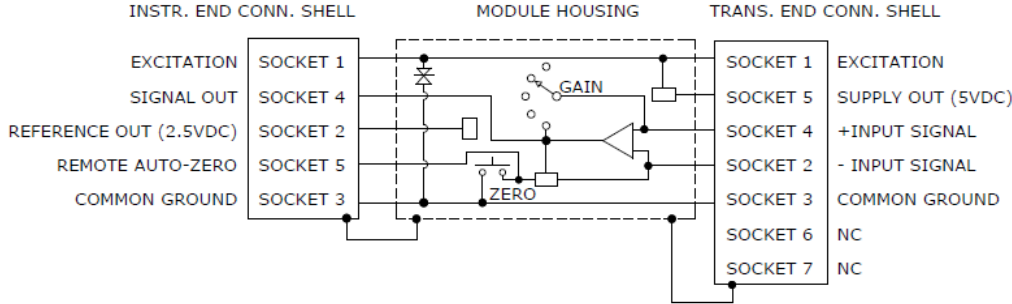 INSTR. END CONN. SHELL MODULE HOUSING TRANS. END CONN. SHELL
EXCITATION SOCKET 1 SOCKET 1 EXCITATION
GAIN
SIGNAL OUT SOCKET 4 SOCKET 5 SUPPLY OUT (5VDC)
REFERENCE OUT (2.5VDC) SOCKET 2 SOCKET 4 +INPUT SIGNAL
REMOTE AUTO-ZERO SOCKET 5 SOCKET 2 - INPUT SIGNAL
ZERO
COMMON GROUND SOCKET 3 SOCKET 3 COMMON GROUND
SOCKET 6 NC
SOCKET 7 NC